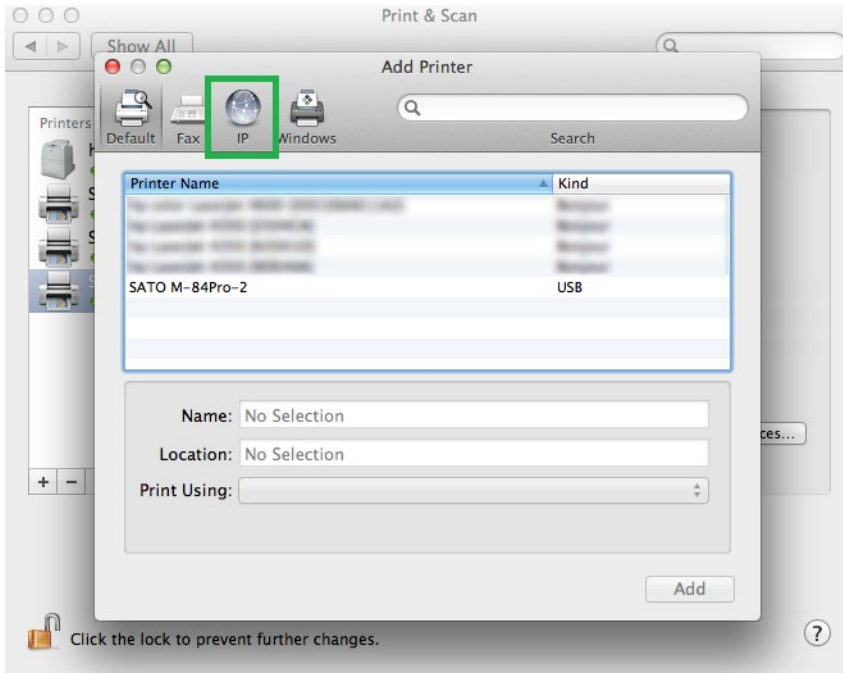 Print & Scan
Show All
Add Printer
Default Fax IP Windows
Search
Printers
Printer Name Kind
SATO M-84Pro-2 USB
Name: No Selection
Location: No Selection
Print Using:
+ -
Add
Click the lock to prevent further changes.
?